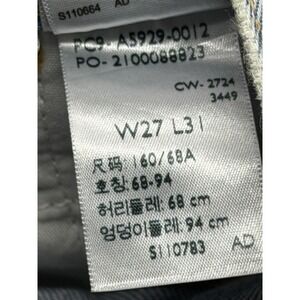 S110664 AD
PC9- A5929-0012
PO- 2100088823
CW- 2724
3449
W27 L31
尺码: 160/68A
호칭: 68-94
허리둘레: 68 cm
엉덩이둘레: 94 cm
S110783 AD